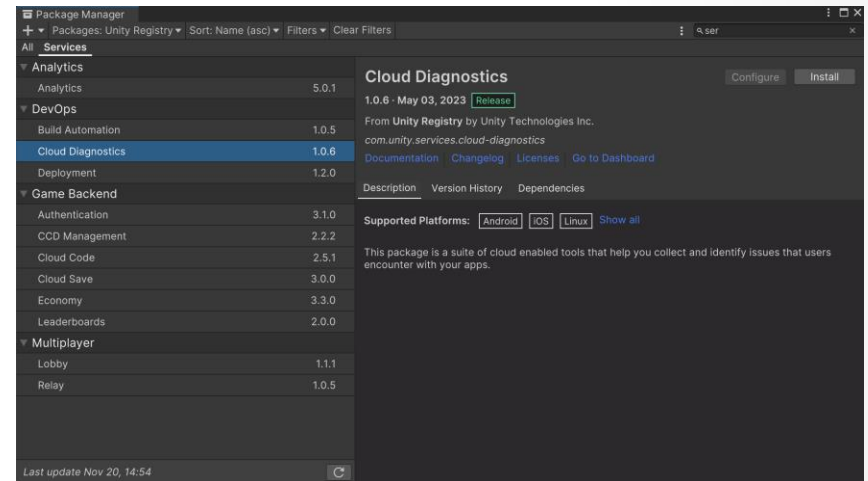 Package Manager
Packages: Unity Registry Sort: Name (asc) Filters Clear Filters ser
All Services
Analytics
Analytics 5.0.1
DevOps
Build Automation 1.0.5
Cloud Diagnostics 1.0.6
Deployment 1.2.0
Game Backend
Authentication 3.1.0
CCD Management 2.2.2
Cloud Code 2.5.1
Cloud Save 3.0.0
Economy 3.3.0
Leaderboards 2.0.0
Multiplayer
Lobby 1.1.1
Relay 1.0.5
Last update Nov 20, 14:54
Cloud Diagnostics Configure Install
1.0.6 · May 03, 2023 Release
From Unity Registry by Unity Technologies Inc.
com.unity.services.cloud-diagnostics
Documentation Changelog Licenses Go to Dashboard
Description Version History Dependencies
Supported Platforms: Android iOS Linux Show all
This package is a suite of cloud enabled tools that help you collect and identify issues that users
encounter with your apps.